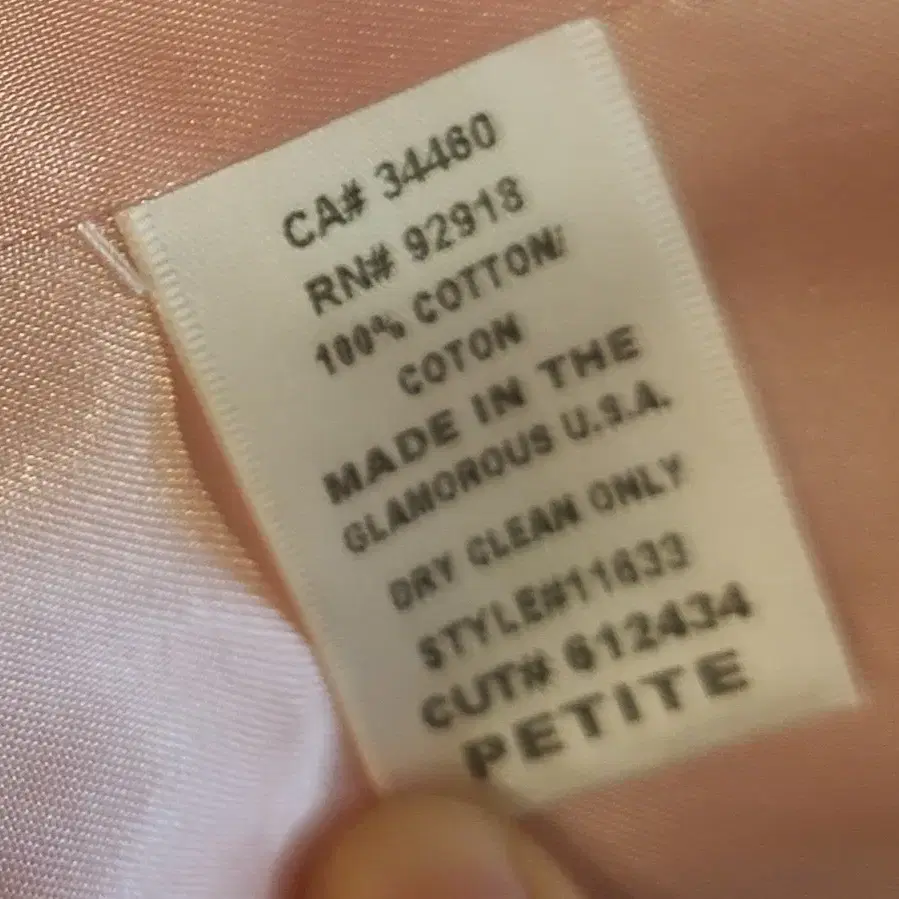 CA# 34460
RN# 92918
100% COTTON/
COTON
MADE IN THE
GLAMOROUS U.S.A.
DRY CLEAN ONLY
STYLE#11633
CUT# 612434
PETITE